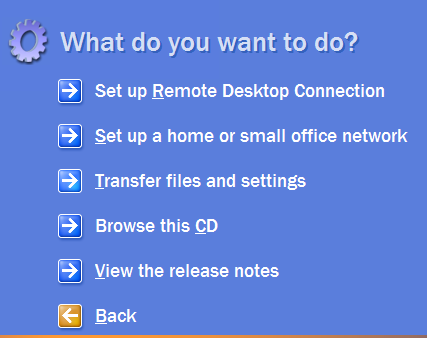 What do you want to do?
Set up Remote Desktop Connection
Set up a home or small office network
Transfer files and settings
Browse this CD
View the release notes
Back